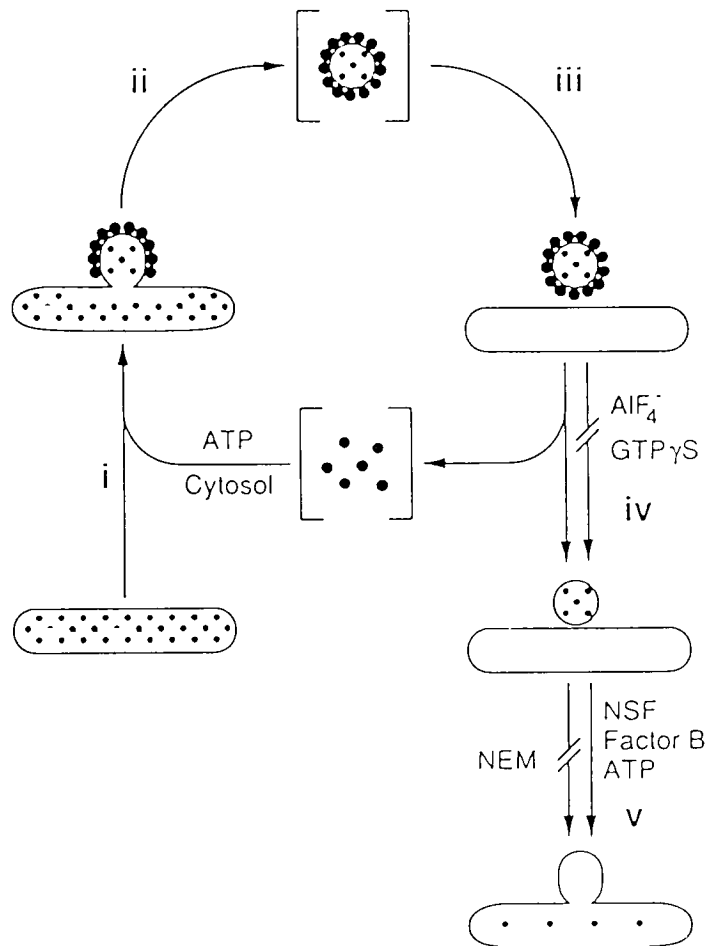 ii
iii
AlF₄⁻
GTPγS
ATP
Cytosol
i
iv
NSF
Factor B
ATP
NEM
v